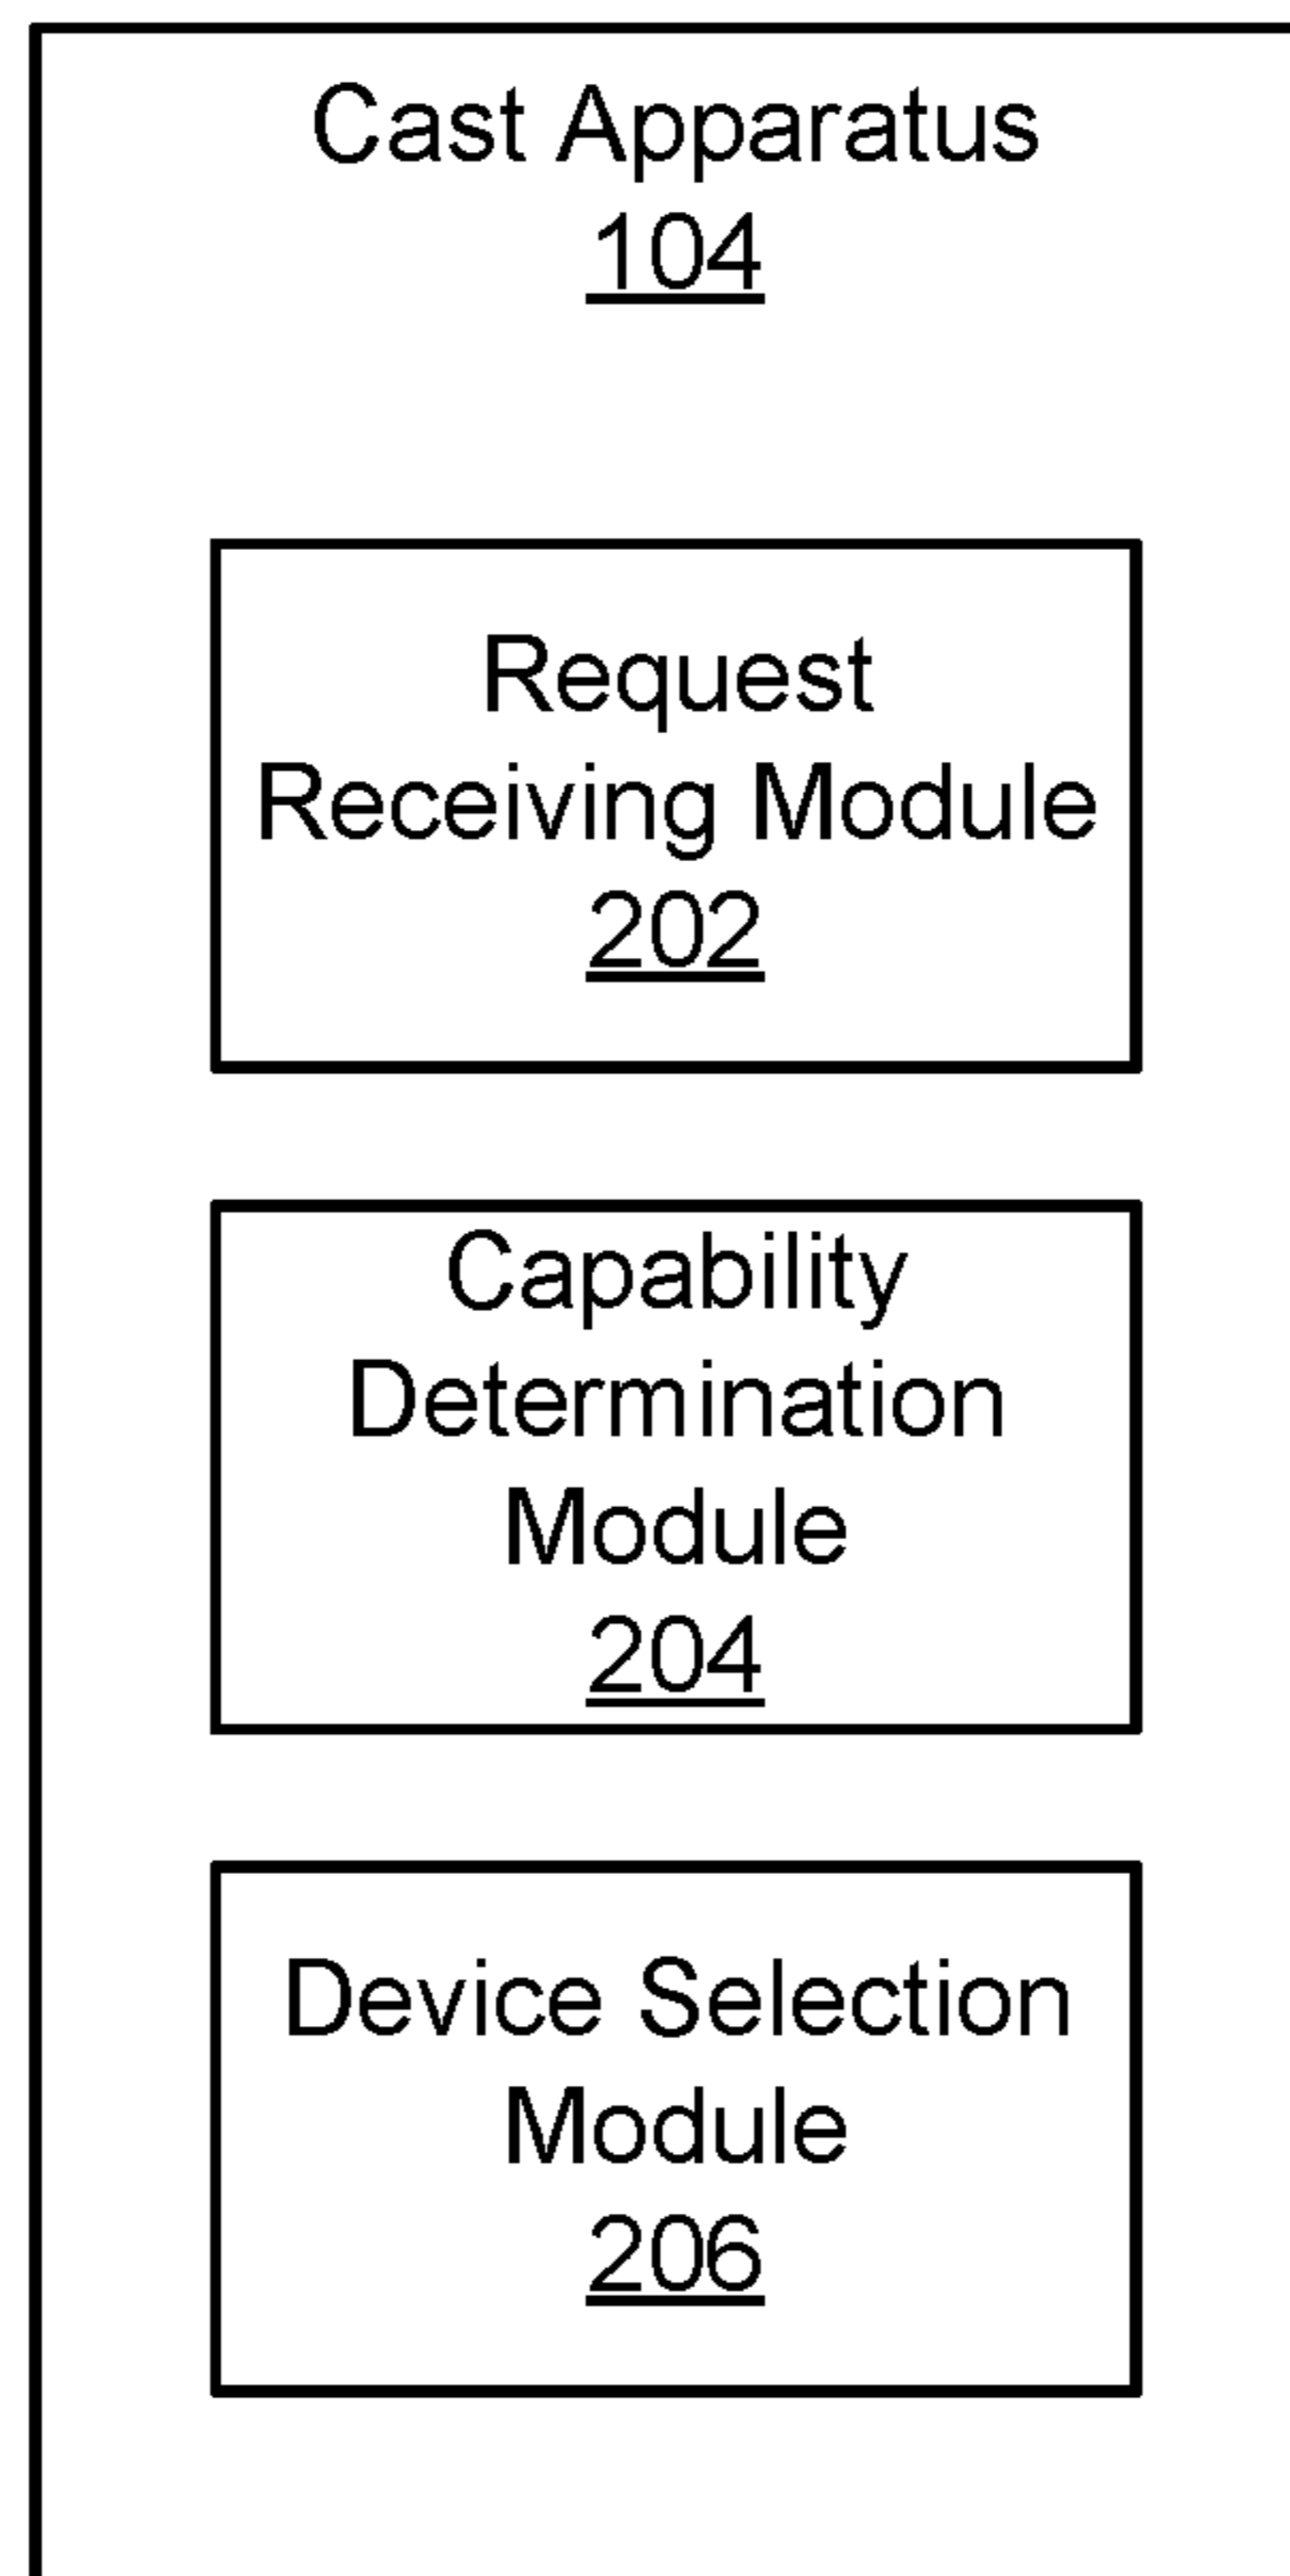 Cast Apparatus
104
Request
Receiving Module
202
Capability
Determination
Module
204
Device Selection
Module
206